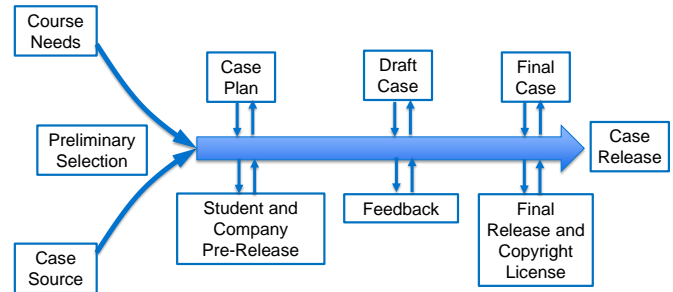 Course
Needs
Case
Plan
Draft
Case
Final
Case
Preliminary
Selection
Case
Release
Student and
Company
Pre-Release
Feedback
Final
Release and
Copyright
License
Case
Source